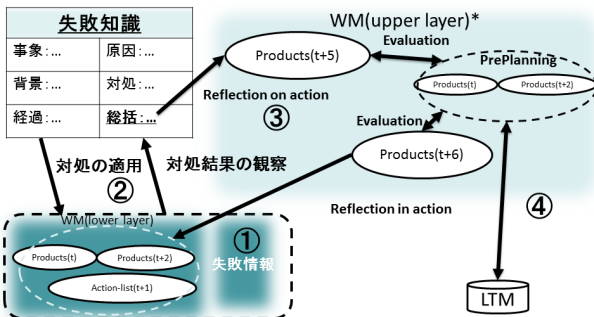 失敗知識
事象:… 原因:…
背景:… 対処:…
経過:… 総括:…
WM(upper layer)*
Evaluation
Products(t+5)
PrePlanning
Products(t) Products(t+2)
Reflection on action
③
Evaluation
Products(t+6)
対処の適用
②
対処結果の観察
Reflection in action
④
WM(lower layer)
①
失敗情報
Products(t) Products(t+2)
Action-list(t+1)
LTM